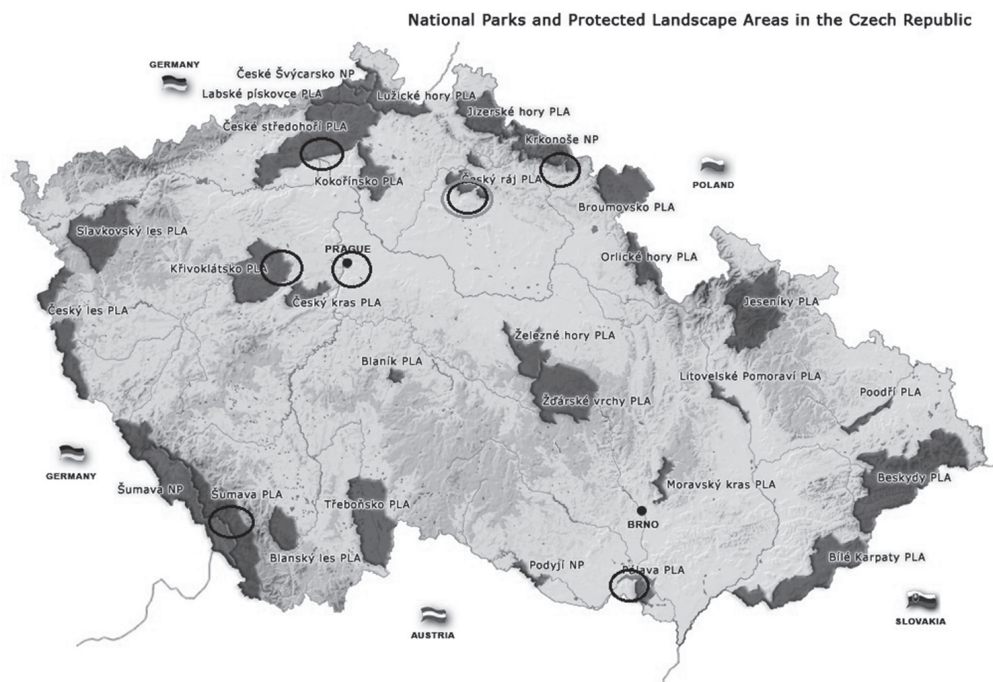 National Parks and Protected Landscape Areas in the Czech Republic
GERMANY
České Švýcarsko NP
Labské pískovce PLA
Lužické hory PLA
Jizerské hory PLA
České středohoří PLA
Krkonoše NP
POLAND
Kokořínsko PLA
Český ráj PLA
Broumovsko PLA
Slavkovský les PLA
PRAGUE
Orlické hory PLA
Křivoklátsko PLA
Český kras PLA
Jeseníky PLA
Český les PLA
Železné hory PLA
Blaník PLA
Litovelské Pomoraví PLA
Poodří PLA
Žďárské vrchy PLA
GERMANY
Beskydy PLA
Šumava NP
Šumava PLA
Moravský kras PLA
Třeboňsko PLA
BRNO
Blanský les PLA
Podyjí NP
Pálava PLA
Bílé Karpaty PLA
SLOVAKIA
AUSTRIA